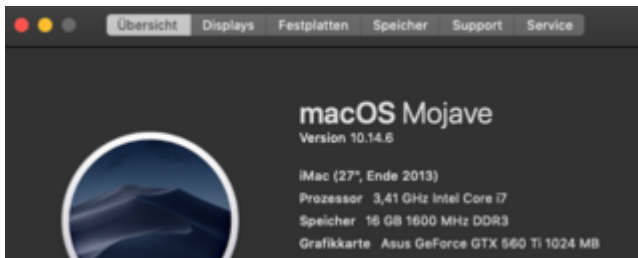 Übersicht Displays Festplatten Speicher Support Service
macOS Mojave
Version 10.14.6
iMac (27", Ende 2013)
Prozessor 3,41 GHz Intel Core i7
Speicher 16 GB 1600 MHz DDR3
Grafikkarte Asus GeForce GTX 560 Ti 1024 MB